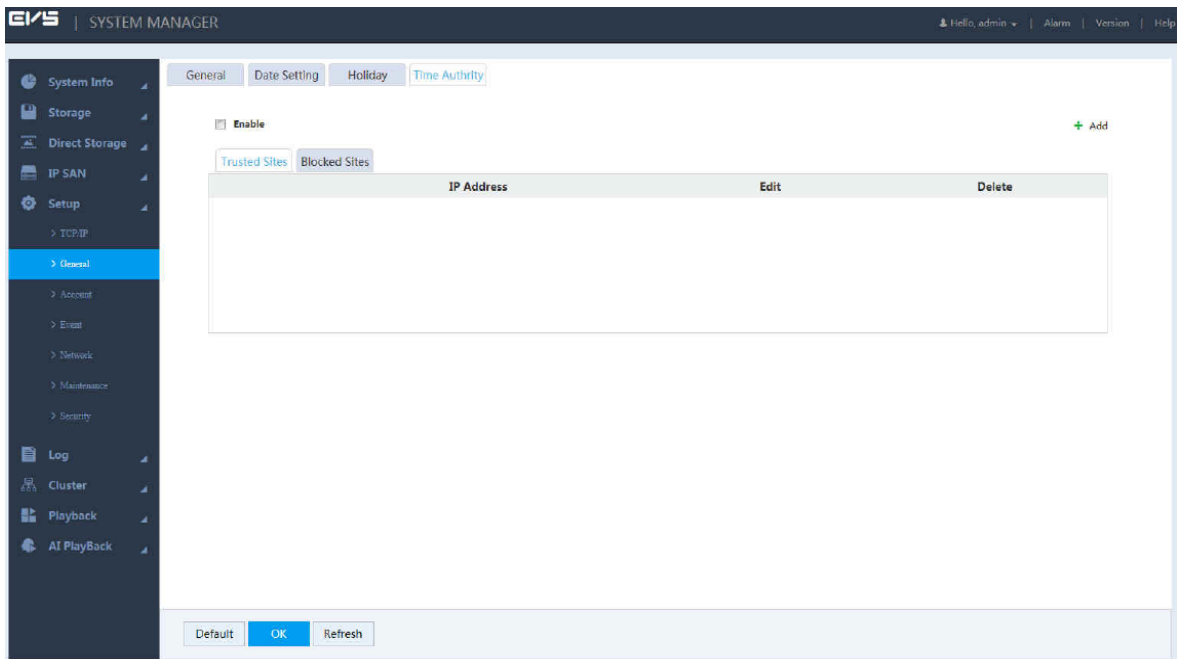 EVS | SYSTEM MANAGER
Hello, admin | Alarm | Version | Help
System Info
Storage
Direct Storage
IP SAN
Setup
> TCP/IP
> General
> Account
> Event
> Network
> Maintenance
> Security
Log
Cluster
Playback
AI PlayBack
General Date Setting Holiday Time Authrity
Enable
+ Add
Trusted Sites Blocked Sites
IP Address Edit Delete
Default OK Refresh